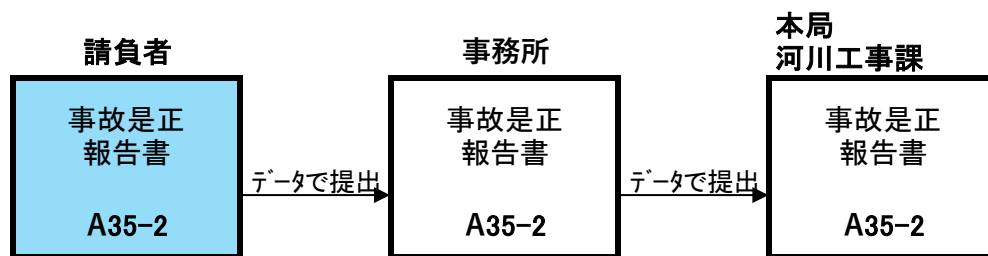 請負者
事故是正
報告書
A35-2
ﾃﾞｰﾀで提出
事務所
事故是正
報告書
A35-2
ﾃﾞｰﾀで提出
本局
河川工事課
事故是正
報告書
A35-2